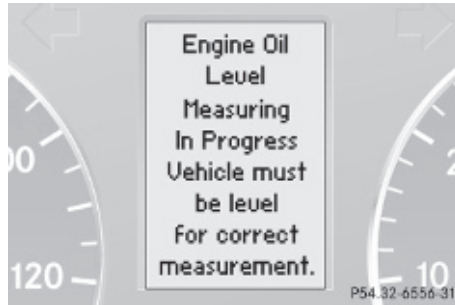 Engine Oil
Level
Measuring
In Progress
Vehicle must
be level
for correct
measurement.
120
10
P54.32-6556-31